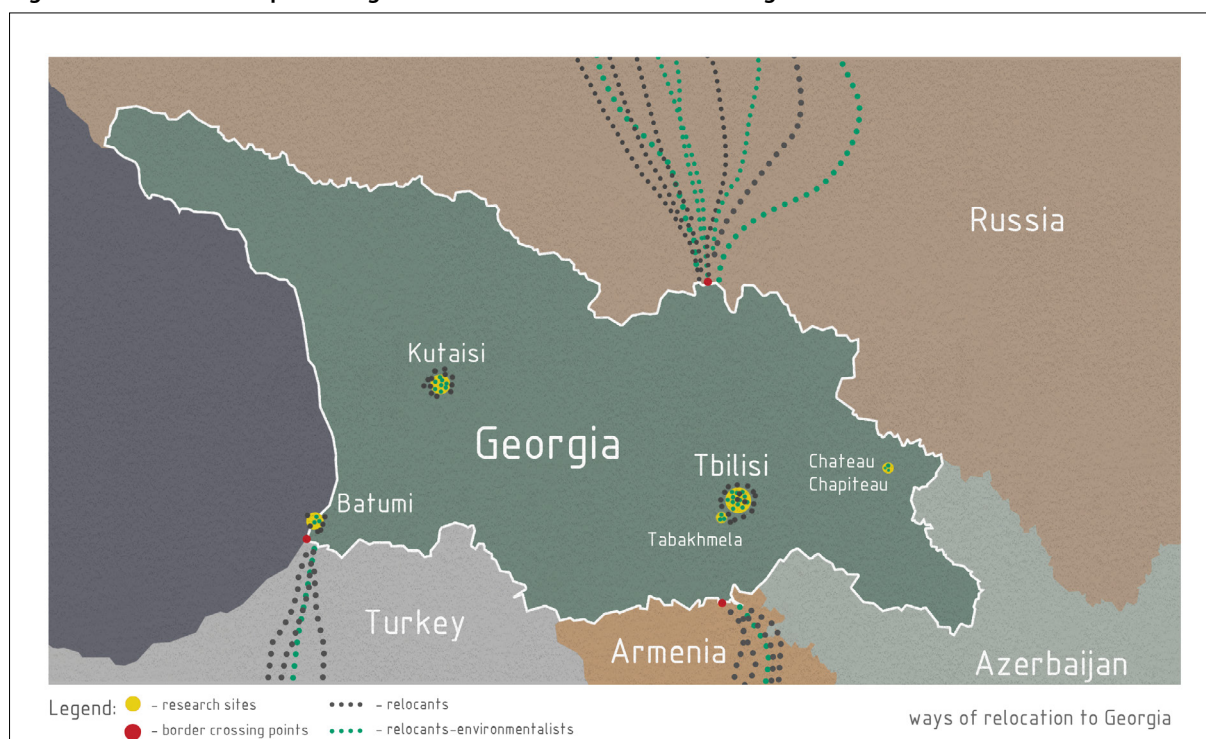 Russia
Kutaisi
Georgia
Tbilisi
Chateau
Chapiteau
Batumi
Tabakhmela
Turkey
Armenia
Azerbaijan
Legend:
- research sites
- relocants
- border crossing points
- relocants-environmentalists
ways of relocation to Georgia